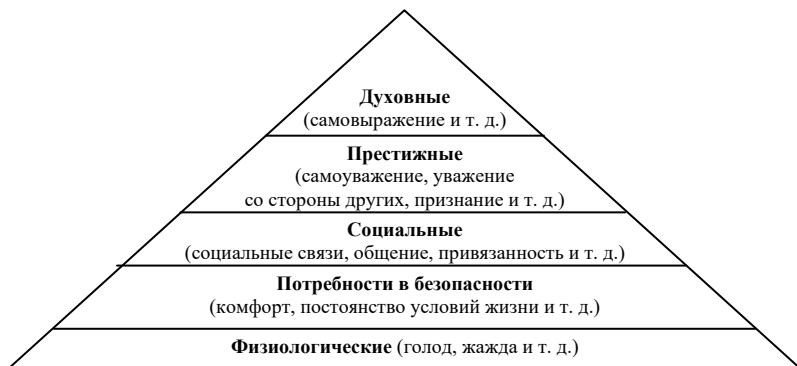 Духовные
(самовыражение и т. д.)
Престижные
(самоуважение, уважение
со стороны других, признание и т. д.)
Социальные
(социальные связи, общение, привязанность и т. д.)
Потребности в безопасности
(комфорт, постоянство условий жизни и т. д.)
Физиологические (голод, жажда и т. д.)